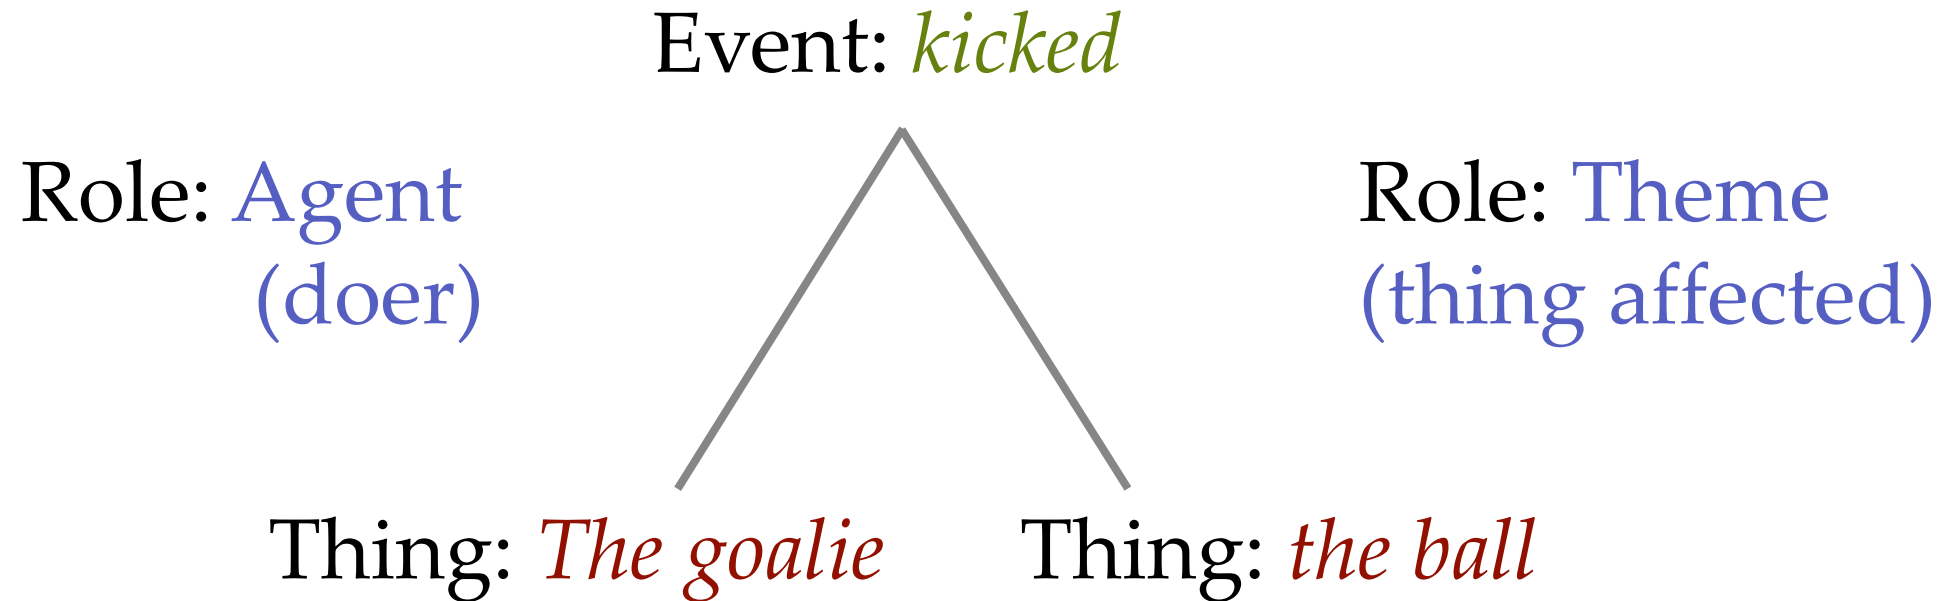 Event: kicked
Role: Agent
(doer)
Role: Theme
(thing affected)
Thing: The goalie
Thing: the ball